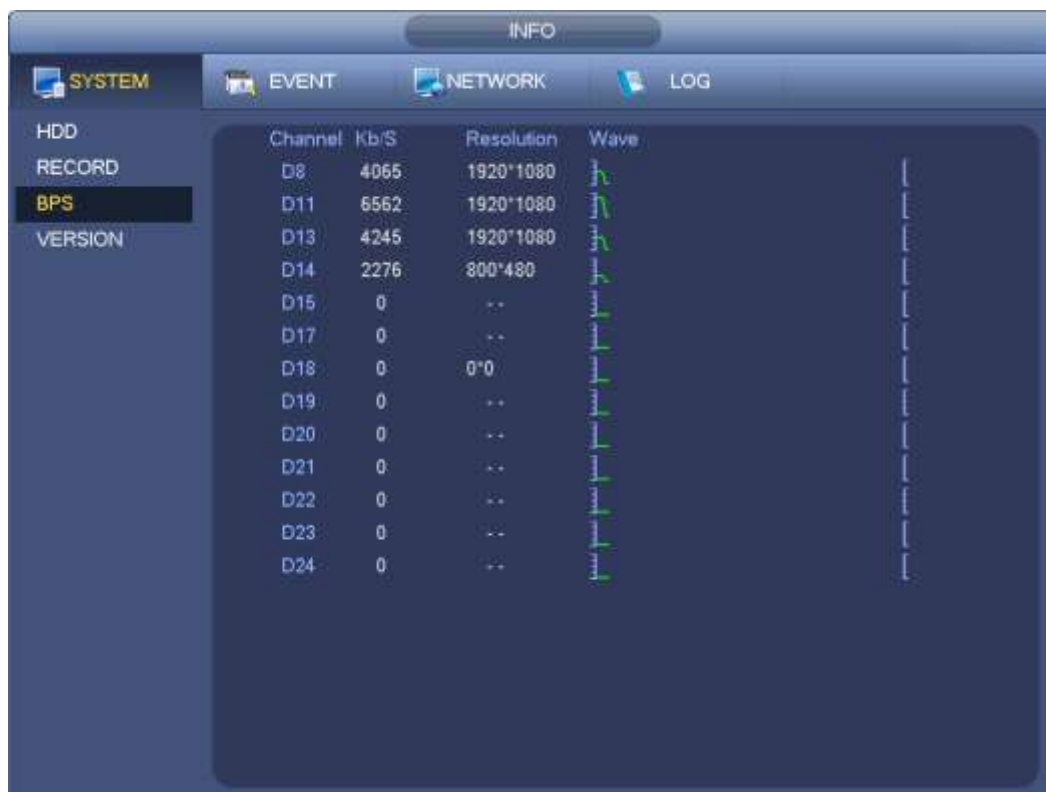 INFO
SYSTEM EVENT NETWORK LOG
HDD
RECORD
BPS
VERSION
Channel Kb/S Resolution Wave
D8 4065 1920*1080
D11 6562 1920*1080
D13 4245 1920*1080
D14 2276 800*480
D15 0 - -
D17 0 - -
D18 0 0*0
D19 0 - -
D20 0 - -
D21 0 - -
D22 0 - -
D23 0 - -
D24 0 - -